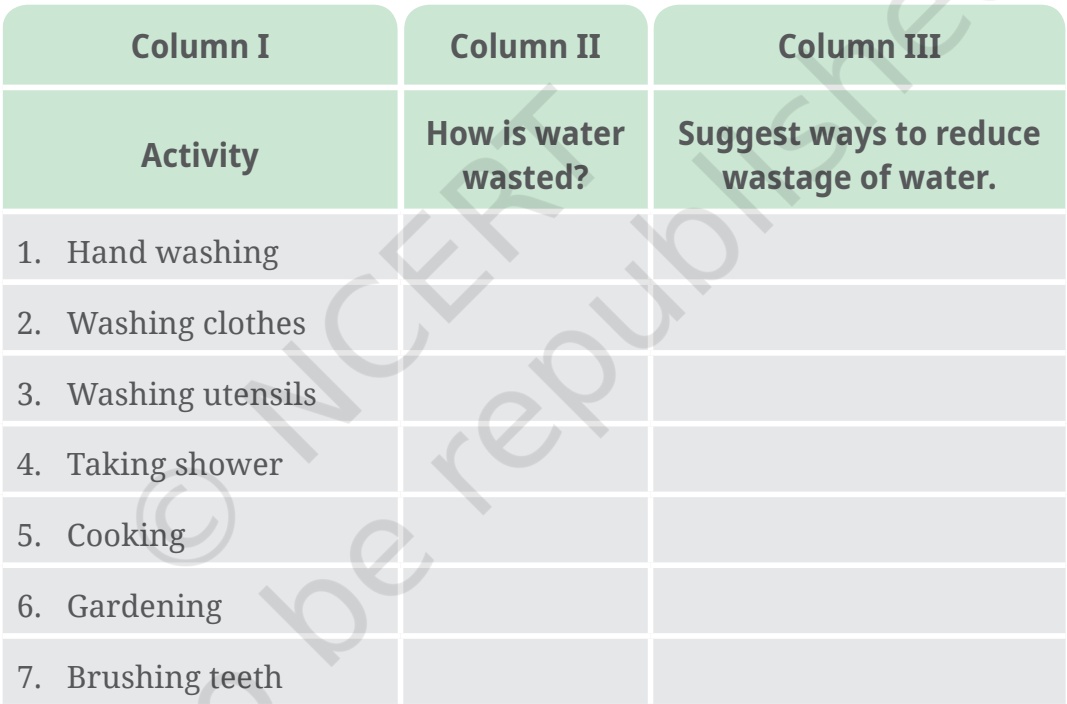 Column I Column II Column III
Activity How is water wasted? Suggest ways to reduce wastage of water.
1. Hand washing
2. Washing clothes
3. Washing utensils
4. Taking shower
5. Cooking
6. Gardening
7. Brushing teeth
© NCERT
be republishe